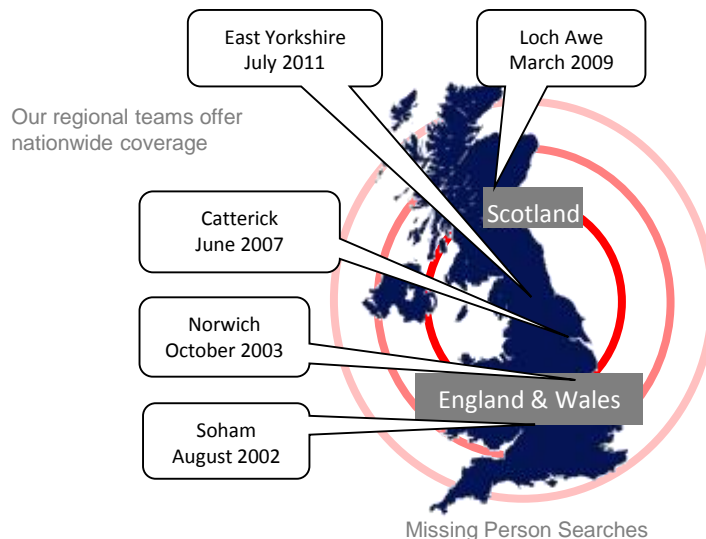 East Yorkshire
July 2011
Loch Awe
March 2009
Our regional teams offer
nationwide coverage
Scotland
Catterick
June 2007
Norwich
October 2003
England & Wales
Soham
August 2002
Missing Person Searches